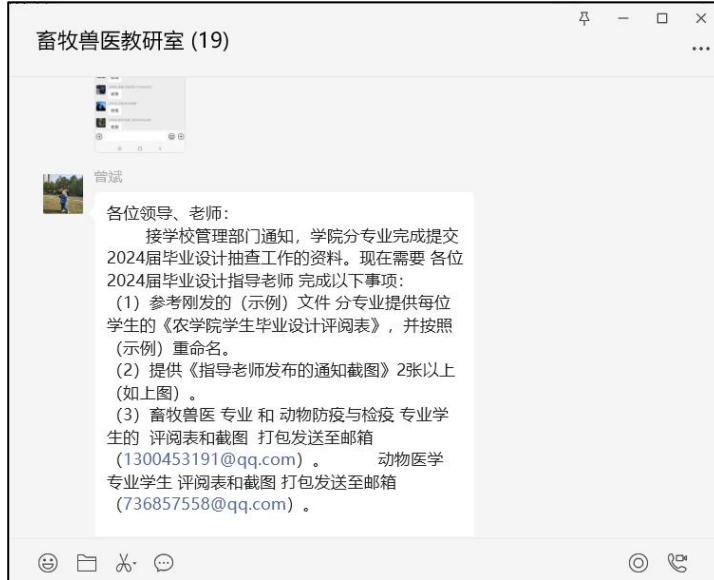 畜牧兽医教研室 (19)
曾斌
各位领导、老师：
接学校管理部门通知，学院分专业完成提交
2024届毕业设计抽查工作的资料。现在需要 各位
2024届毕业设计指导老师 完成以下事项：
（1）参考刚发的（示例）文件 分专业提供每位
学生的《农学院学生毕业设计评阅表》，并按照
（示例）重命名。
（2）提供《指导老师发布的通知截图》2张以上
（如上图）。
（3）畜牧兽医 专业 和 动物防疫与检疫 专业学
生的 评阅表和截图 打包发送至邮箱
（1300453191@qq.com）。 动物医学
专业学生 评阅表和截图 打包发送至邮箱
（736857558@qq.com）。